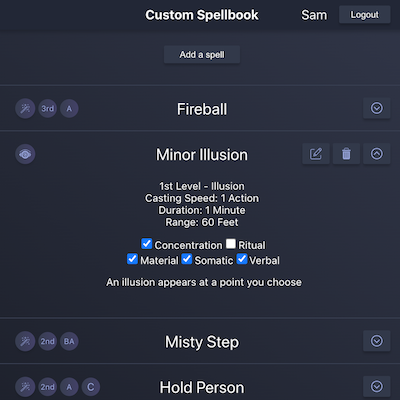 Custom Spellbook
Sam
Logout
Add a spell
3rd
A
Fireball
Minor Illusion
1st Level - Illusion
Casting Speed: 1 Action
Duration: 1 Minute
Range: 60 Feet
Concentration Ritual
Material Somatic Verbal
An illusion appears at a point you choose
2nd
BA
Misty Step
2nd
A
C
Hold Person